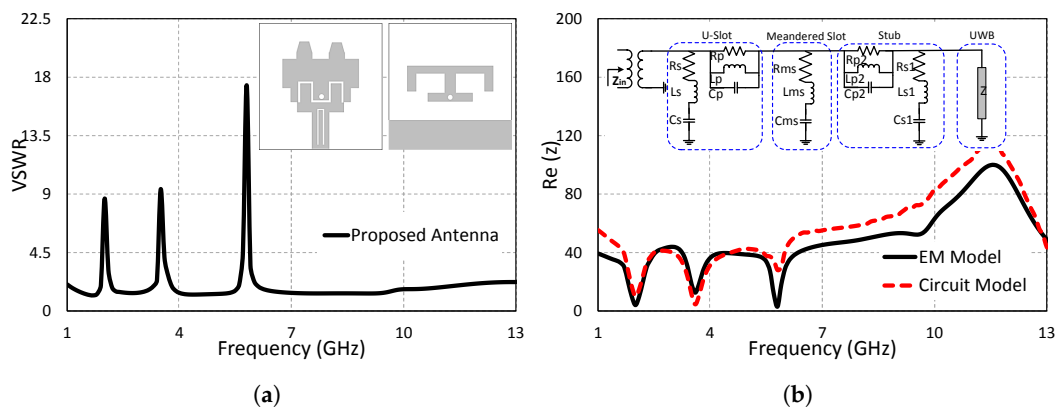 22.5
18
13.5
9
4.5
0
VSWR
Proposed Antenna
1
4
7
10
13
Frequency (GHz)
(a)
200
160
120
80
40
0
Re (z)
U-Slot
Meandered Slot
Stub
UWB
Zin
Rs
Ls
Cs
Rp
Lp
Cp
Rms
Lms
Cms
Rp2
Lp2
Cp2
Rs1
Ls1
Cs1
Z
EM Model
Circuit Model
1
4
7
10
13
Frequency (GHz)
(b)